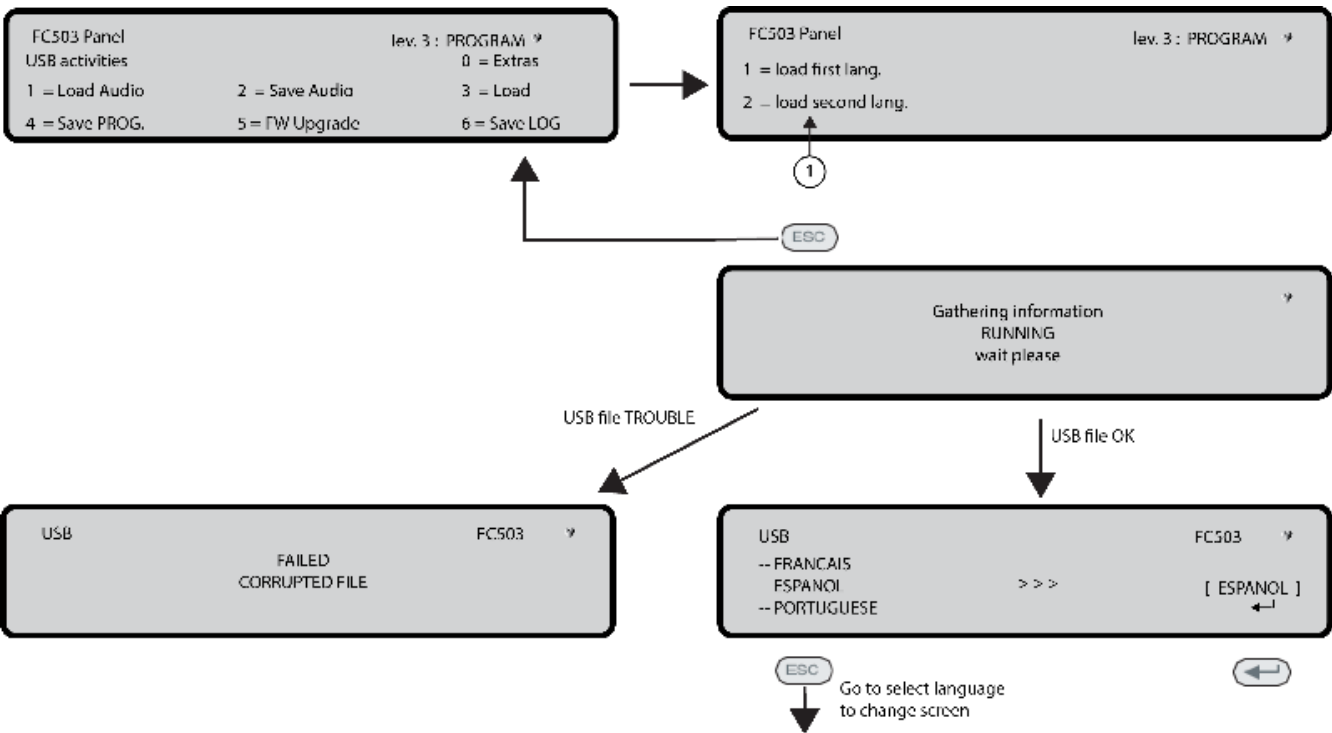 FC503 Panel
lev. 3 : PROGRAM
USB activities
0 = Extras
1 = Load Audio
2 = Save Audio
3 = Load
4 = Save PROG.
5 = FW Upgrade
6 = Save LOG
FC503 Panel
lev. 3 : PROGRAM
1 = load first lang.
2 = load second lang.
1
ESC
Gathering information
RUNNING
wait please
USB file TROUBLE
USB file OK
USB
FC503
FAILED
CORRUPTED FILE
USB
FC503
-- FRANCAIS
ESPANOL
> > >
[ ESPANOL ]
-- PORTUGUESE
ESC
Go to select language
to change screen